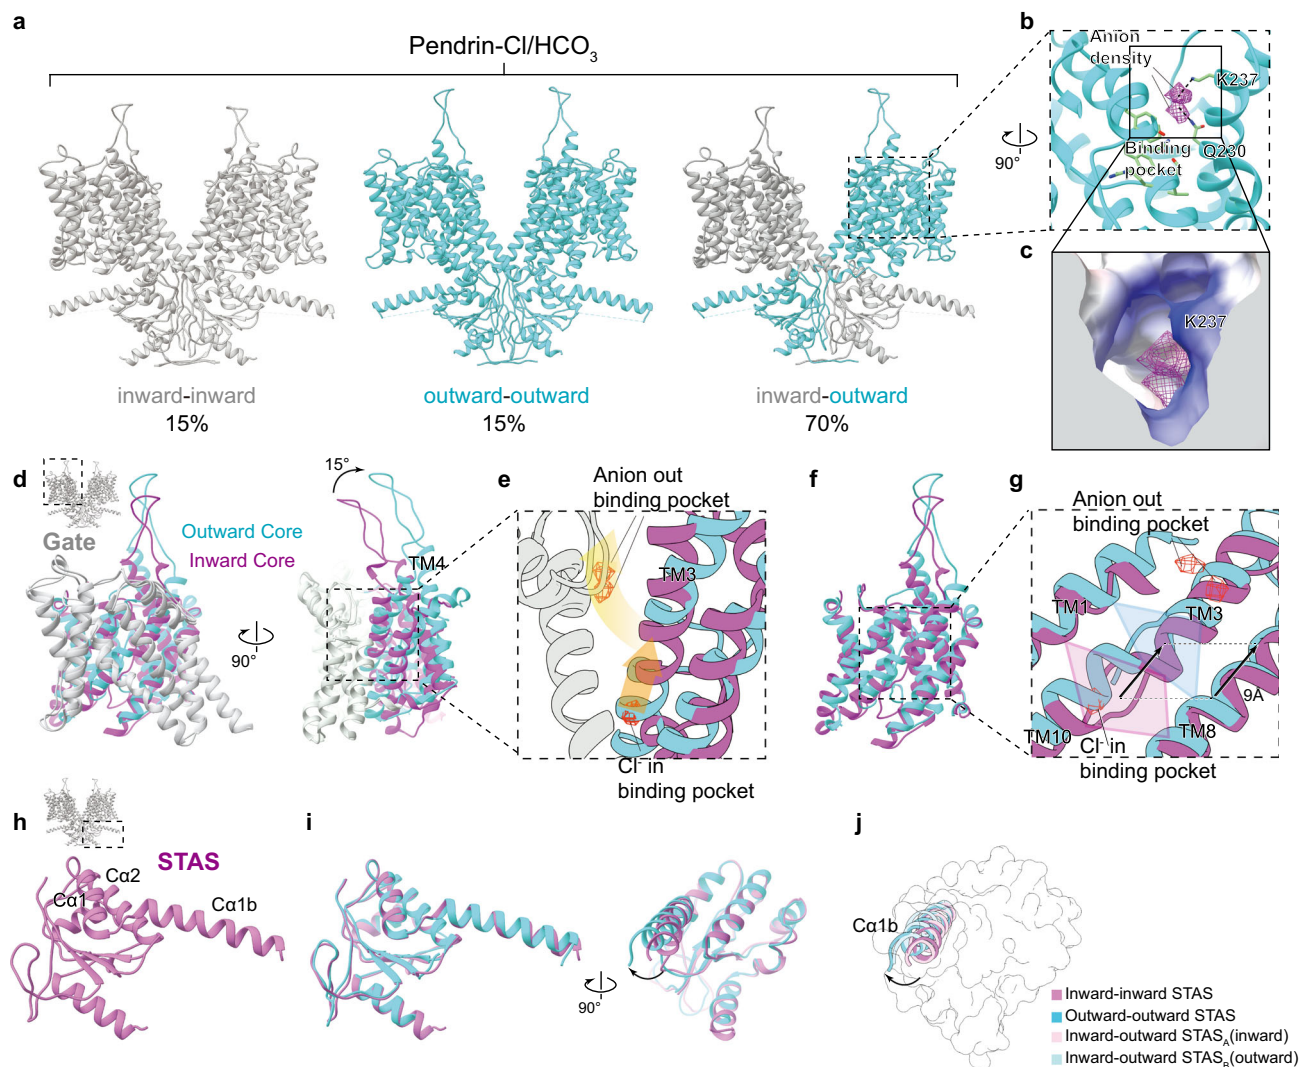 a
Pendrin-Cl/HCO3
inward-inward
15%
outward-outward
15%
inward-outward
70%
b
Anion
density
K237
Q230
Binding
pocket
90°
c
K237
d
Gate
Outward Core
Inward Core
90°
15°
TM4
e
Anion out
binding pocket
TM3
Cl- in
binding pocket
f
g
Anion out
binding pocket
TM1
TM3
9A
TM10
TM8
Cl- in
binding pocket
h
STAS
Cα2
Cα1
Cα1b
i
90°
j
Cα1b
Inward-inward STAS
Outward-outward STAS
Inward-outward STASA(inward)
Inward-outward STASB(outward)